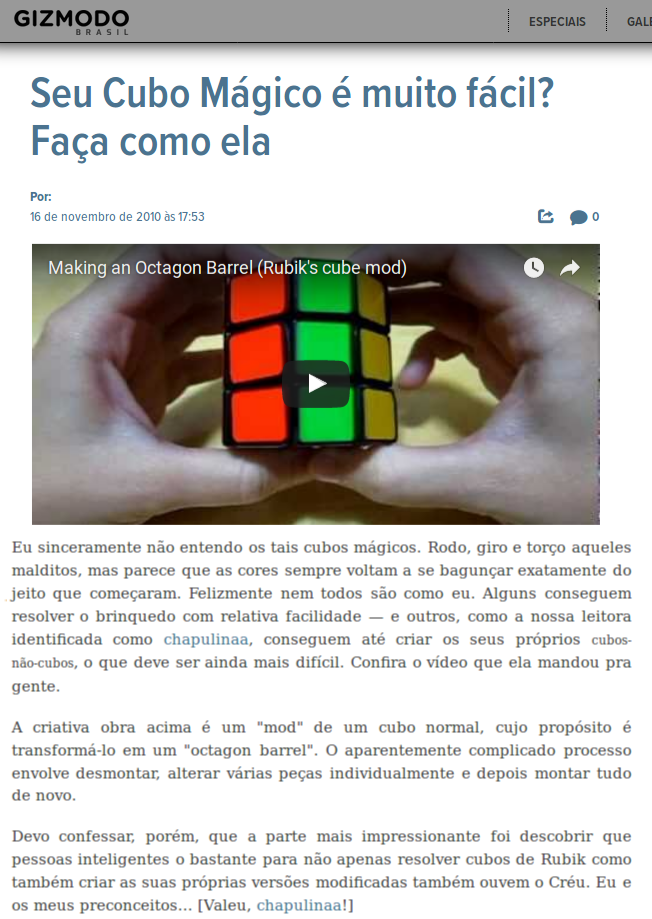 GIZMODO
BRASIL
ESPECIAIS
GALE
Seu Cubo Mágico é muito fácil?
Faça como ela
Por:
16 de novembro de 2010 às 17:53
0
Making an Octagon Barrel (Rubik's cube mod)
Eu sinceramente não entendo os tais cubos mágicos. Rodo, giro e torço aqueles
malditos, mas parece que as cores sempre voltam a se bagunçar exatamente do
jeito que começaram. Felizmente nem todos são como eu. Alguns conseguem
resolver o brinquedo com relativa facilidade — e outros, como a nossa leitora
identificada como chapulinaa, conseguem até criar os seus próprios cubos-
não-cubos, o que deve ser ainda mais difícil. Confira o vídeo que ela mandou pra
gente.
A criativa obra acima é um "mod" de um cubo normal, cujo propósito é
transformá-lo em um "octagon barrel". O aparentemente complicado processo
envolve desmontar, alterar várias peças individualmente e depois montar tudo
de novo.
Devo confessar, porém, que a parte mais impressionante foi descobrir que
pessoas inteligentes o bastante para não apenas resolver cubos de Rubik como
também criar as suas próprias versões modificadas também ouvem o Créu. Eu e
os meus preconceitos... [Valeu, chapulinaa!]